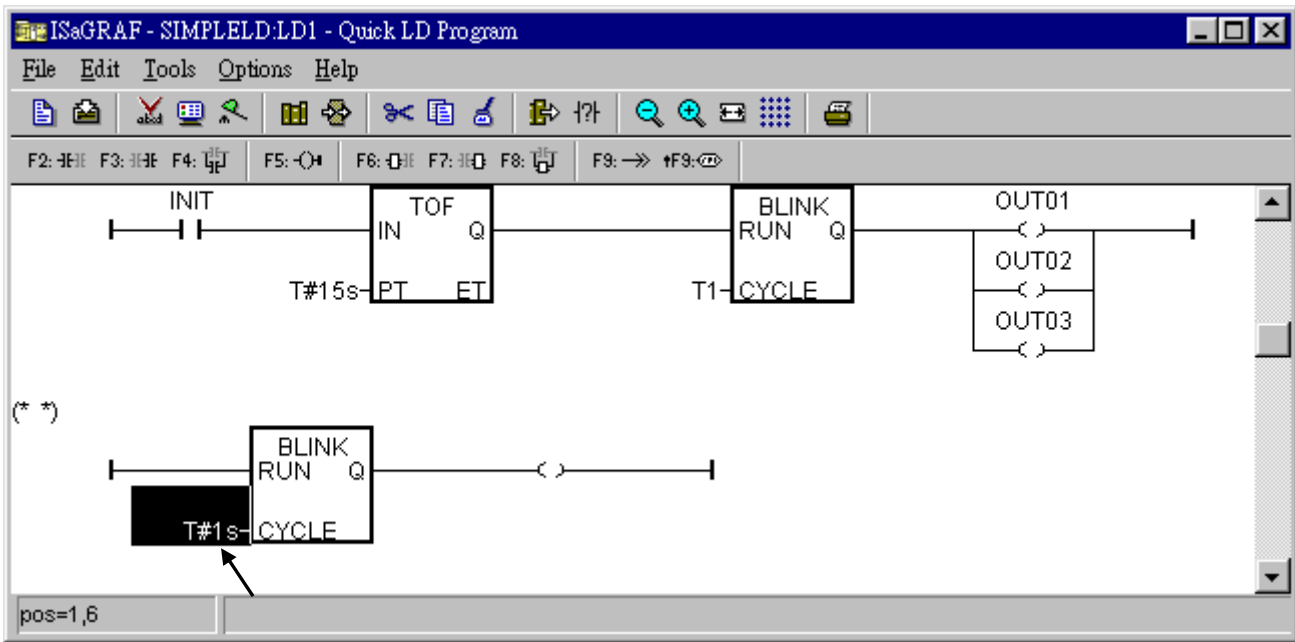 ISaGRAF - SIMPLELD:LD1 - Quick LD Program
File Edit Tools Options Help
F2: F3: F4: F5: F6: F7: F8: F9: F9:
INIT TOF BLINK OUT01
IN Q RUN Q
OUT02
T#15s PT ET T1 CYCLE
OUT03
(* *)
BLINK
RUN Q
T#1s CYCLE
pos=1,6